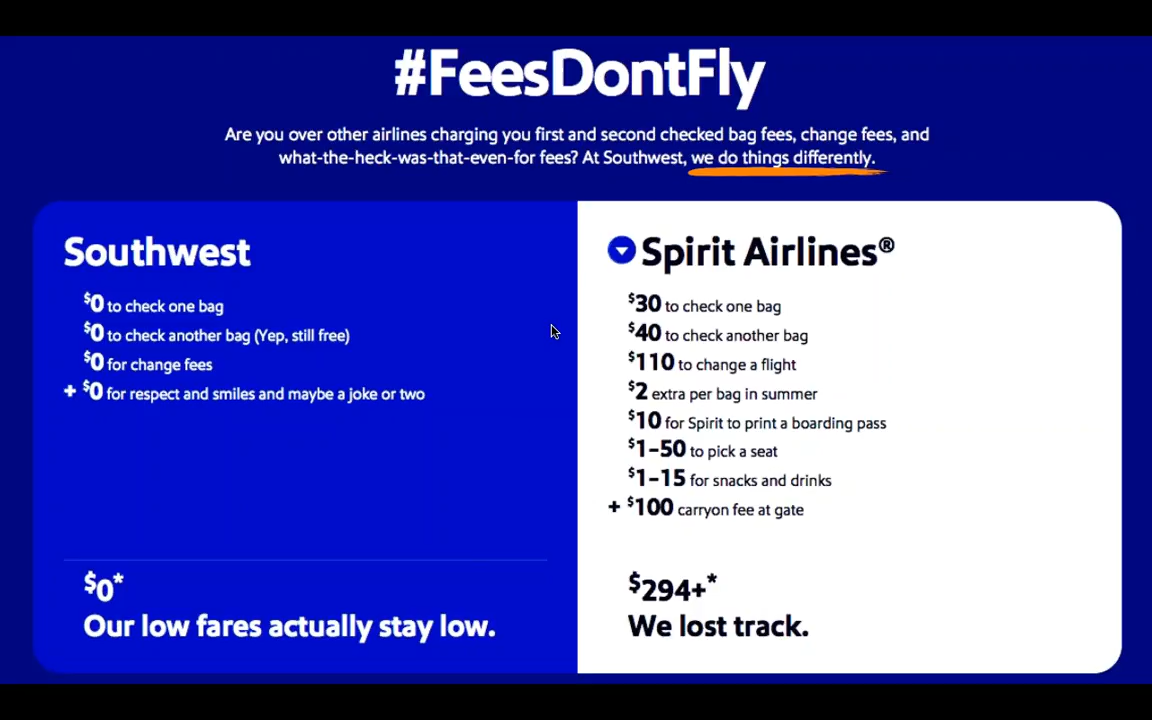 #FeesDontFly
Are you over other airlines charging you first and second checked bag fees, change fees, and
what-the-heck-was-that-even-for fees? At Southwest, we do things differently.
Southwest
$0 to check one bag
$0 to check another bag (Yep, still free)
$0 for change fees
+ $0 for respect and smiles and maybe a joke or two
$0*
Our low fares actually stay low.
Spirit Airlines®
$30 to check one bag
$40 to check another bag
$110 to change a flight
$2 extra per bag in summer
$10 for Spirit to print a boarding pass
$1–50 to pick a seat
$1–15 for snacks and drinks
+ $100 carryon fee at gate
$294+*
We lost track.